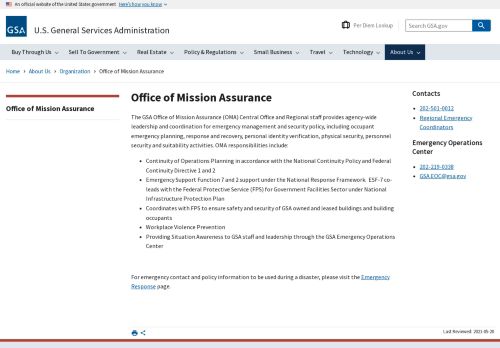 An official website of the United States government Here's how you know
GSA U.S. General Services Administration
Per Diem Lookup
Search GSA.gov
Buy Through Us Sell To Government Real Estate Policy & Regulations Small Business Travel Technology About Us
Home › About Us › Organization › Office of Mission Assurance
Office of Mission Assurance
Office of Mission Assurance
The GSA Office of Mission Assurance (OMA) Central Office and Regional staff provides agency-wide
leadership and coordination for emergency management and security policy, including occupant
emergency planning, response and recovery, personal identity verification, physical security, personnel
security and suitability activities. OMA responsibilities include:
• Continuity of Operations Planning in accordance with the National Continuity Policy and Federal
Continuity Directive 1 and 2
• Emergency Support Function 7 and 2 support under the National Response Framework. ESF-7 co-
leads with the Federal Protective Service (FPS) for Government Facilities Sector under National
Infrastructure Protection Plan
• Coordinates with FPS to ensure safety and security of GSA owned and leased buildings and building
occupants
• Workplace Violence Prevention
• Providing Situation Awareness to GSA staff and leadership through the GSA Emergency Operations
Center
For emergency contact and policy information to be used during a disaster, please visit the Emergency
Response page.
Contacts
• 202-501-0012
• Regional Emergency
Coordinators
Emergency Operations
Center
• 202-219-0338
• GSA.EOC@gsa.gov
Last Reviewed: 2021-05-20